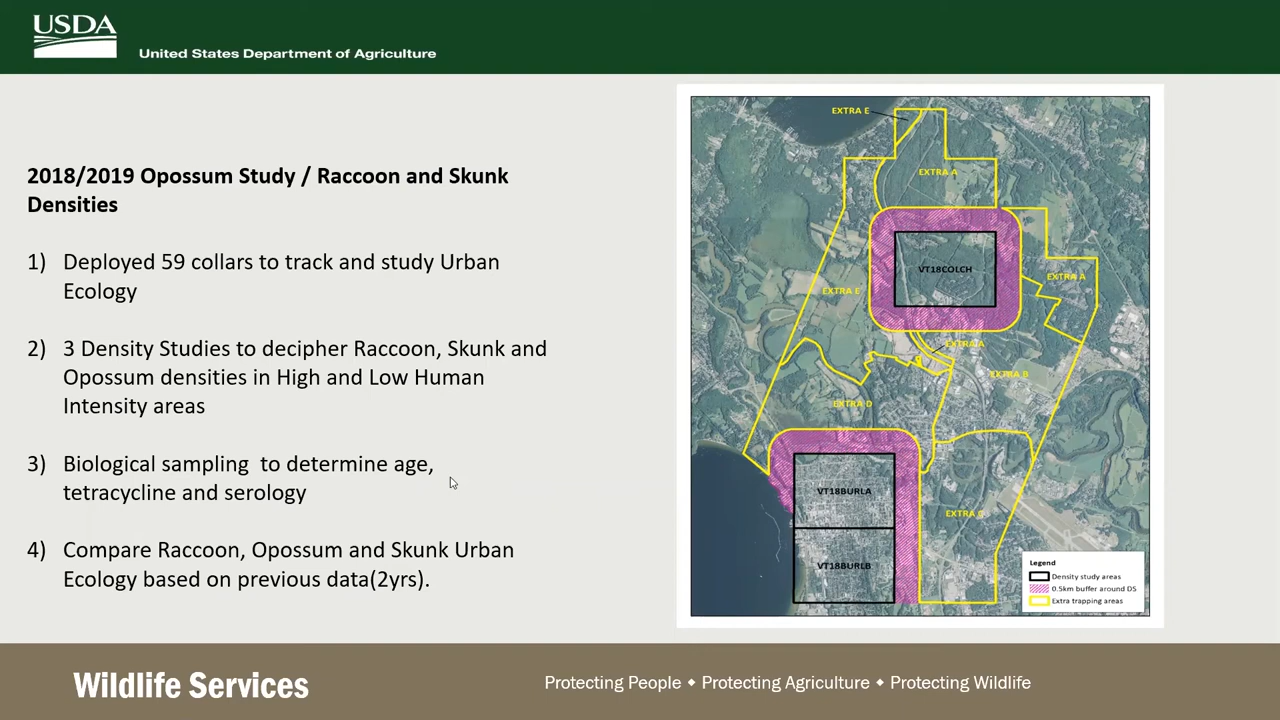 USDA
United States Department of Agriculture
2018/2019 Opossum Study / Raccoon and Skunk
Densities
1) Deployed 59 collars to track and study Urban
Ecology
2) 3 Density Studies to decipher Raccoon, Skunk and
Opossum densities in High and Low Human
Intensity areas
3) Biological sampling to determine age,
tetracycline and serology
4) Compare Raccoon, Opossum and Skunk Urban
Ecology based on previous data(2yrs).
EXTRA E
EXTRA A
VT18COLCH
EXTRA A
EXTRA E
EXTRA A
EXTRA B
EXTRA D
VT18BURLA
EXTRA C
VT18BURLB
Legend
Density study areas
0.5km buffer around DS
Extra trapping areas
Wildlife Services
Protecting People ◆ Protecting Agriculture ◆ Protecting Wildlife